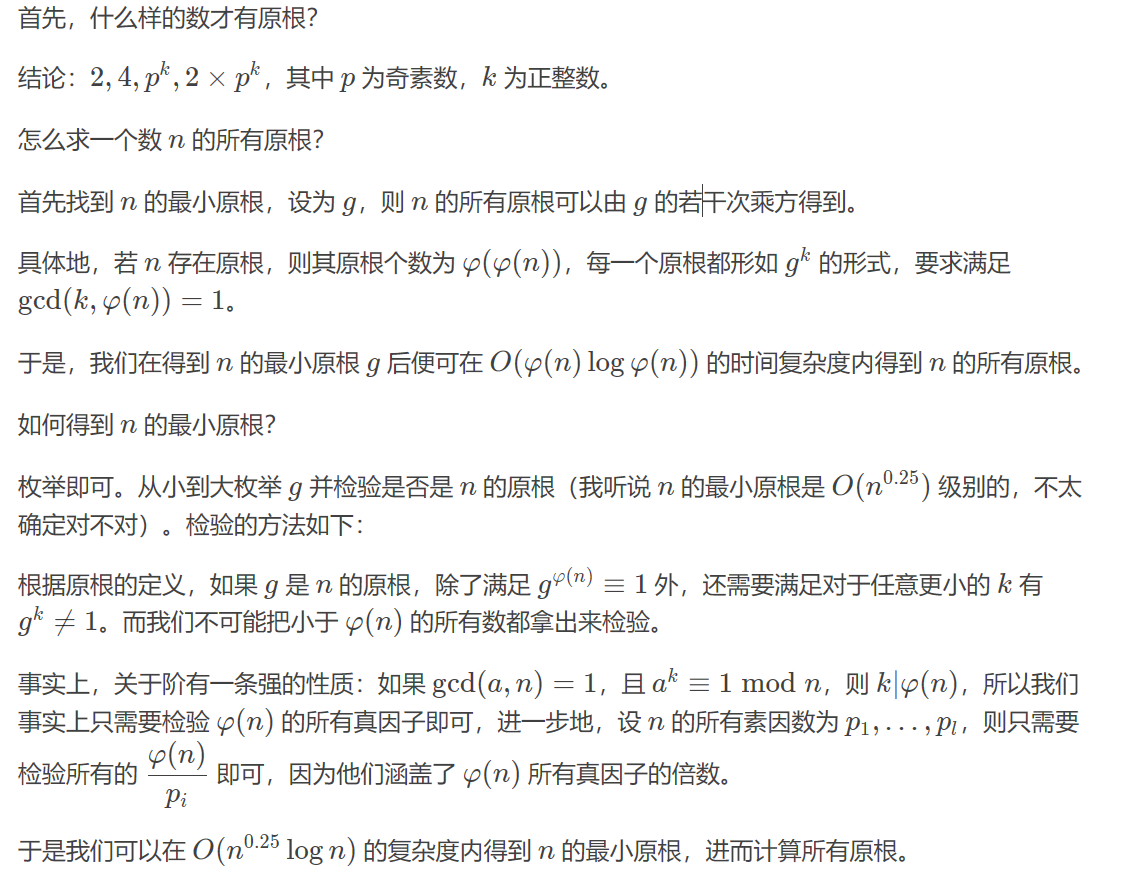 首先，什么样的数才有原根？
结论：$2, 4, p^k, 2 \times p^k$，其中 $p$ 为奇素数，$k$ 为正整数。
怎么求一个数 $n$ 的所有原根？
首先找到 $n$ 的最小原根，设为 $g$，则 $n$ 的所有原根可以由 $g$ 的若干次乘方得到。
具体地，若 $n$ 存在原根，则其原根个数为 $\varphi(\varphi(n))$，每一个原根都形如 $g^k$ 的形式，要求满足
$\gcd(k, \varphi(n)) = 1$。
于是，我们在得到 $n$ 的最小原根 $g$ 后便可在 $O(\varphi(n) \log \varphi(n))$ 的时间复杂度内得到 $n$ 的所有原根。
如何得到 $n$ 的最小原根？
枚举即可。从小到大枚举 $g$ 并检验是否是 $n$ 的原根（我听说 $n$ 的最小原根是 $O(n^{0.25})$ 级别的，不太
确定对不对）。检验的方法如下：
根据原根的定义，如果 $g$ 是 $n$ 的原根，除了满足 $g^{\varphi(n)} \equiv 1$ 外，还需要满足对于任意更小的 $k$ 有
$g^k \neq 1$。而我们不可能把小于 $\varphi(n)$ 的所有数都拿出来检验。
事实上，关于阶有一条强的性质：如果 $\gcd(a, n) = 1$，且 $a^k \equiv 1 \bmod n$，则 $k|\varphi(n)$，所以我们
事实上只需要检验 $\varphi(n)$ 的所有真因子即可，进一步地，设 $n$ 的所有素因数为 $p_1, \ldots, p_l$，则只需要
检验所有的 $\frac{\varphi(n)}{p_i}$ 即可，因为他们涵盖了 $\varphi(n)$ 所有真因子的倍数。
于是我们可以在 $O(n^{0.25} \log n)$ 的复杂度内得到 $n$ 的最小原根，进而计算所有原根。